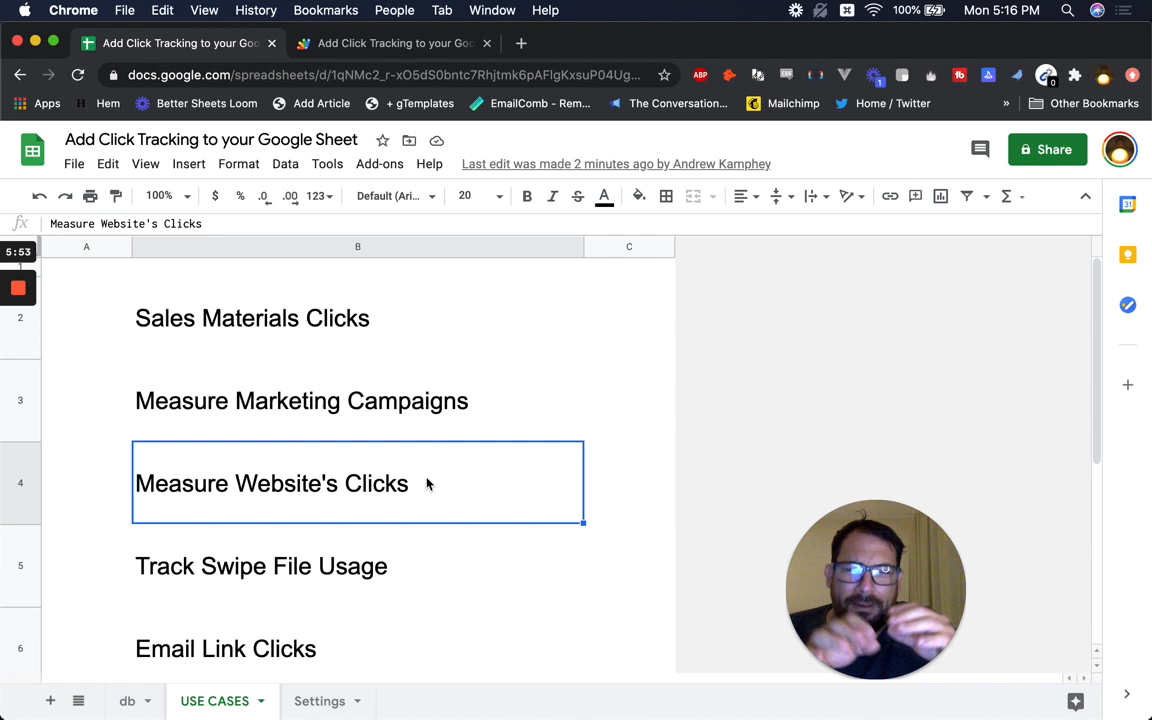 Chrome File Edit View History Bookmarks People Tab Window Help 100% Mon 5:16 PM
Add Click Tracking to your Goo Add Click Tracking to your Goo
docs.google.com/spreadsheets/d/1qNMc2_r-xO5dS0bntc7Rhjtmk6pAFlgKxsuP04Ug... ABP
Apps Hem Better Sheets Loom Add Article + gTemplates EmailComb - Rem... The Conversation... Mailchimp Home / Twitter » Other Bookmarks
Add Click Tracking to your Google Sheet
File Edit View Insert Format Data Tools Add-ons Help Last edit was made 2 minutes ago by Andrew Kamphey
Share
100% $ % .0 .00 123 Default (Ari... 20 B I S A
fx Measure Website's Clicks
5:53
A B C
1
2 Sales Materials Clicks
3 Measure Marketing Campaigns
4 Measure Website's Clicks
5 Track Swipe File Usage
6 Email Link Clicks
db USE CASES Settings